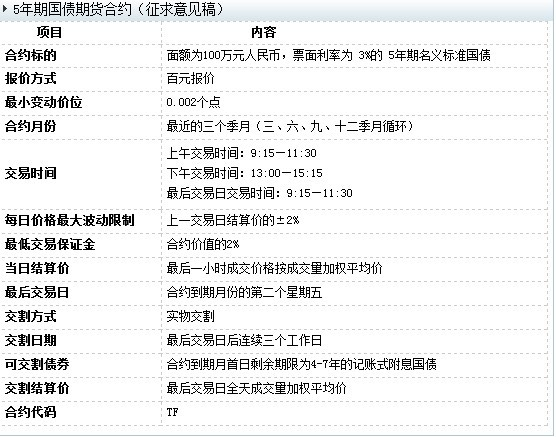 5年期国债期货合约（征求意见稿）
项目 内容
合约标的 面额为100万元人民币，票面利率为 3%的 5年期名义标准国债
报价方式 百元报价
最小变动价位 0.002个点
合约月份 最近的三个季月（三、六、九、十二季月循环）
交易时间
上午交易时间：9:15—11:30
下午交易时间：13:00—15:15
最后交易日交易时间：9:15—11:30
每日价格最大波动限制 上一交易日结算价的±2%
最低交易保证金 合约价值的2%
当日结算价 最后一小时成交价格按成交量加权平均价
最后交易日 合约到期月份的第二个星期五
交割方式 实物交割
交割日期 最后交易日后连续三个工作日
可交割债券 合约到期月首日剩余期限为4-7年的记账式附息国债
交割结算价 最后交易日全天成交量加权平均价
合约代码 TF